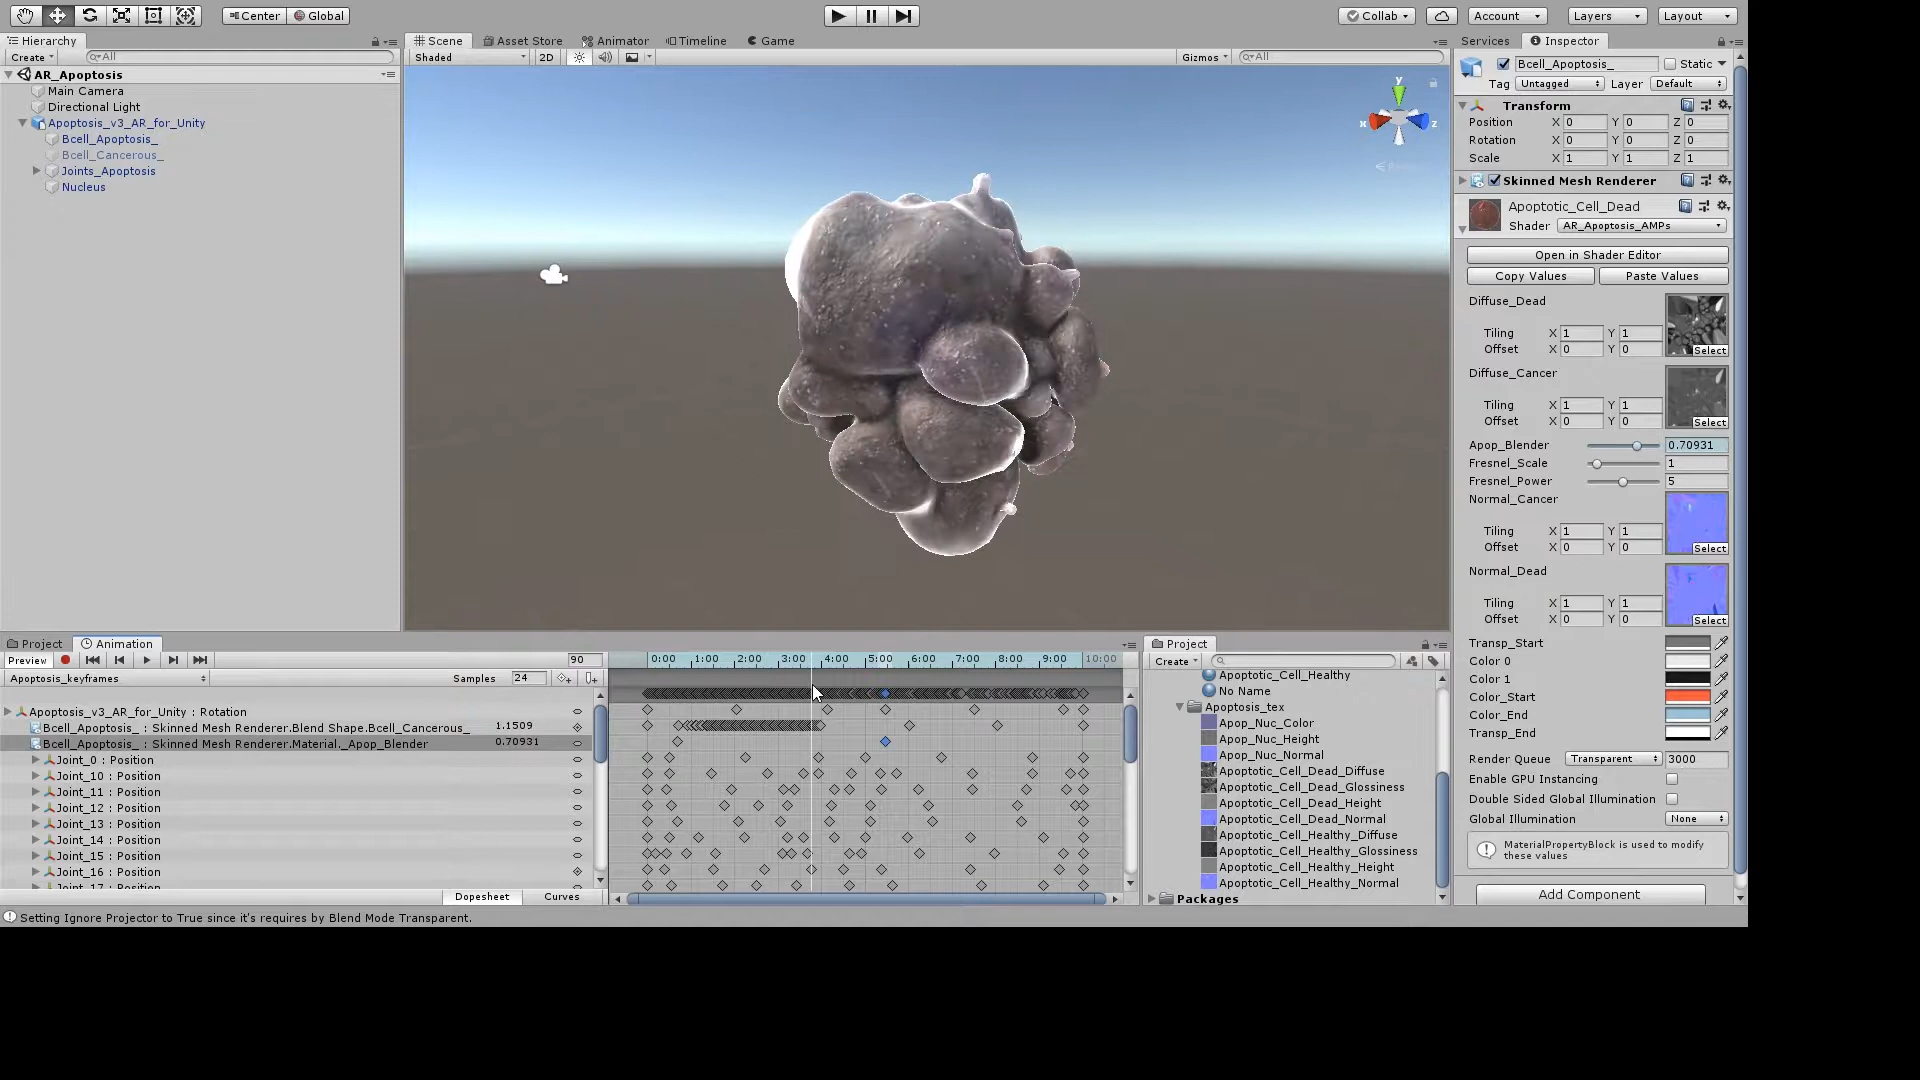 Center Global Collab Account Layers Layout
Hierarchy Scene Asset Store Animator Timeline Game Services Inspector
Create All Shaded 2D Gizmos All
AR_Apoptosis
Main Camera
Directional Light
Apoptosis_v3_AR_for_Unity
Bcell_Apoptosis_
Bcell_Cancerous_
Joints_Apoptosis
Nucleus
y
x z
Bcell_Apoptosis_ Static
Tag Untagged Layer Default
Transform
Position X 0 Y 0 Z 0
Rotation X 0 Y 0 Z 0
Scale X 1 Y 1 Z 1
Skinned Mesh Renderer
Apoptotic_Cell_Dead
Shader AR_Apoptosis_AMPs
Open in Shader Editor
Copy Values Paste Values
Diffuse_Dead
Tiling X 1 Y 1
Offset X 0 Y 0 Select
Diffuse_Cancer
Tiling X 1 Y 1
Offset X 0 Y 0 Select
Apop_Blender 0.70931
Fresnel_Scale 1
Fresnel_Power 5
Normal_Cancer
Tiling X 1 Y 1
Offset X 0 Y 0 Select
Normal_Dead
Tiling X 1 Y 1
Offset X 0 Y 0 Select
Transp_Start
Color 0
Color 1
Color_Start
Color_End
Transp_End
Render Queue Transparent 3000
Enable GPU Instancing
Double Sided Global Illumination
Global Illumination None
MaterialPropertyBlock is used to modify
these values
Add Component
Project Animation
Preview 90 0:00 1:00 2:00 3:00 4:00 5:00 6:00 7:00 8:00 9:00 10:00
Apoptosis_keyframes Samples 24
Apoptosis_v3_AR_for_Unity : Rotation
Bcell_Apoptosis_ : Skinned Mesh Renderer.Blend Shape.Bcell_Cancerous_ 1.1509
Bcell_Apoptosis_ : Skinned Mesh Renderer.Material._Apop_Blender 0.70931
Joint_0 : Position
Joint_10 : Position
Joint_11 : Position
Joint_12 : Position
Joint_13 : Position
Joint_14 : Position
Joint_15 : Position
Joint_16 : Position
Joint_17 : Position
Dopesheet Curves
Project
Create
Apoptotic_Cell_Healthy
No Name
Apoptosis_tex
Apop_Nuc_Color
Apop_Nuc_Height
Apop_Nuc_Normal
Apoptotic_Cell_Dead_Diffuse
Apoptotic_Cell_Dead_Glossiness
Apoptotic_Cell_Dead_Height
Apoptotic_Cell_Dead_Normal
Apoptotic_Cell_Healthy_Diffuse
Apoptotic_Cell_Healthy_Glossiness
Apoptotic_Cell_Healthy_Height
Apoptotic_Cell_Healthy_Normal
Packages
Setting Ignore Projector to True since it's requires by Blend Mode Transparent.